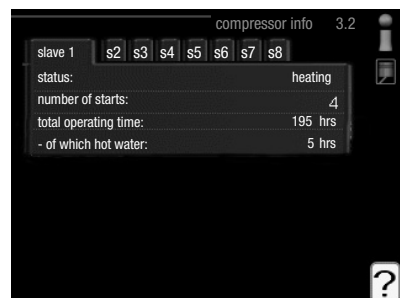 compressor info 3.2
slave 1 s2 s3 s4 s5 s6 s7 s8
status: heating
number of starts: 4
total operating time: 195 hrs
- of which hot water: 5 hrs
?